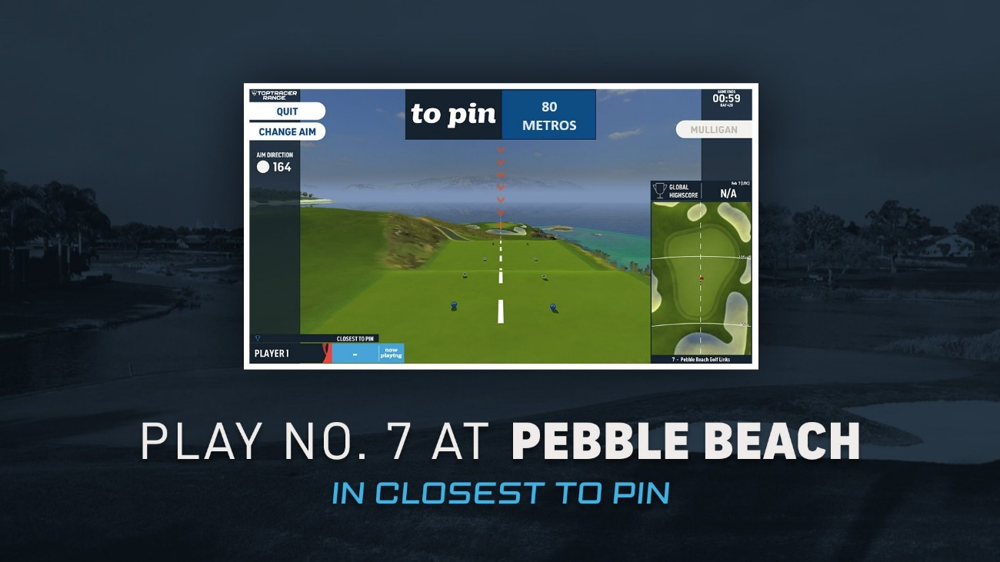 TOPTRACER
RANGE
QUIT
CHANGE AIM
AIM DIRECTION
164
to pin
80
METROS
GAME ENDS
00:59
BAY 428
MULLIGAN
GLOBAL
HIGHSCORE
Feb 7 (UTC)
N/A
7 - Pebble Beach Golf Links
CLOSEST TO PIN
PLAYER 1
-
now
playing
PLAY NO. 7 AT PEBBLE BEACH
IN CLOSEST TO PIN